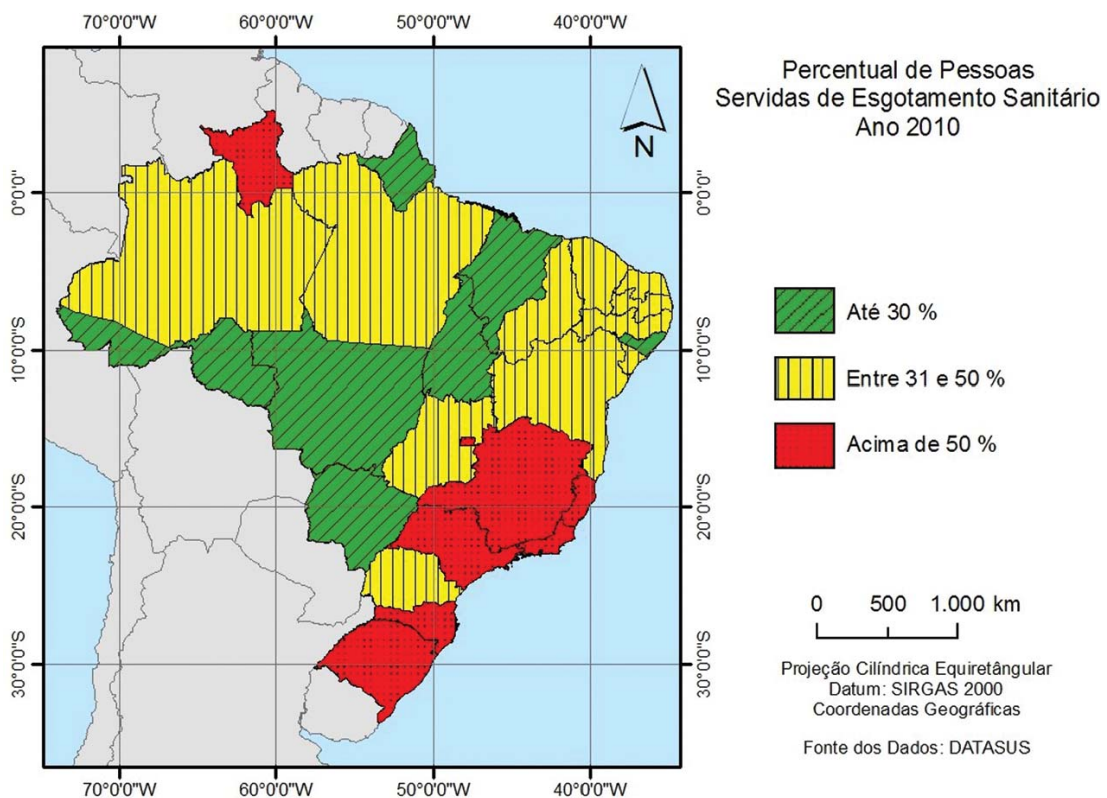 70°0'0"W 60°0'0"W 50°0'0"W 40°0'0"W
Percentual de Pessoas
Servidas de Esgotamento Sanitário
Ano 2010
N
0°0'0" 0°0'0"
10°0'0"S 10°0'0"S
20°0'0"S 20°0'0"S
30°0'0"S 30°0'0"S
Até 30 %
Entre 31 e 50 %
Acima de 50 %
0 500 1.000 km
Projeção Cilíndrica Equiretângular
Datum: SIRGAS 2000
Coordenadas Geográficas
Fonte dos Dados: DATASUS
70°0'0"W 60°0'0"W 50°0'0"W 40°0'0"W